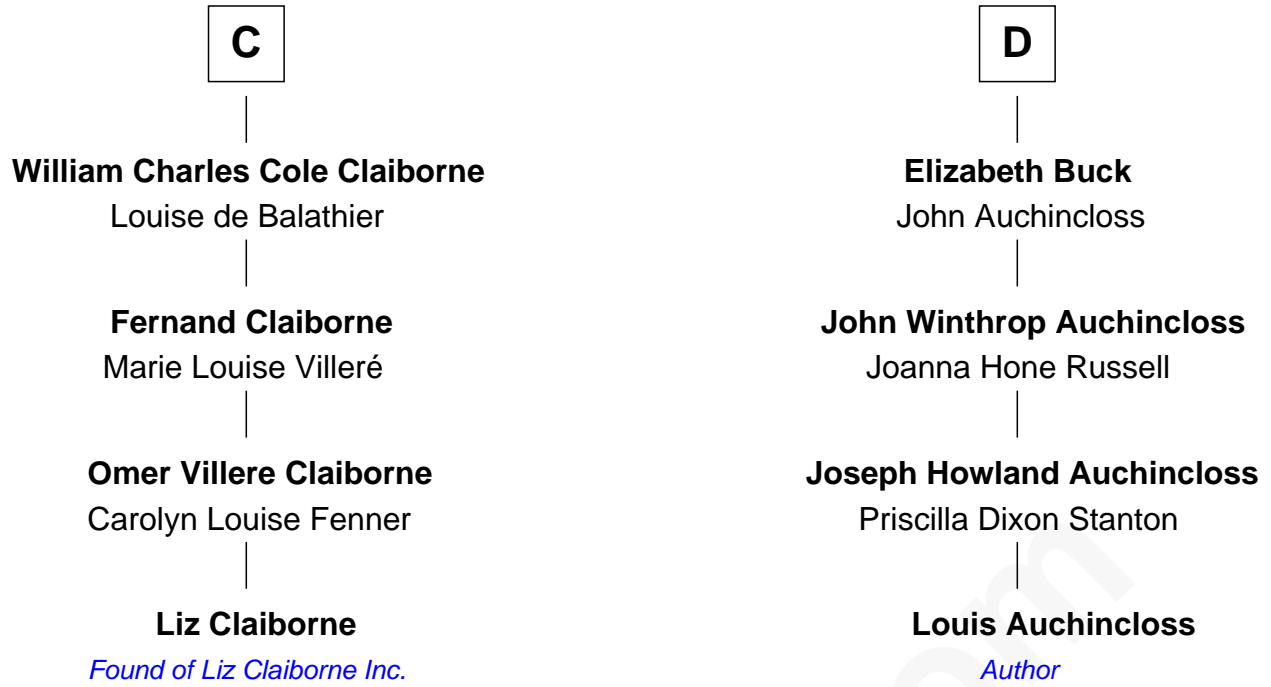 C
William Charles Cole Claiborne
Louise de Balathier
Fernand Claiborne
Marie Louise Villeré
Omer Villere Claiborne
Carolyn Louise Fenner
Liz Claiborne
Found of Liz Claiborne Inc.
D
Elizabeth Buck
John Auchincloss
John Winthrop Auchincloss
Joanna Hone Russell
Joseph Howland Auchincloss
Priscilla Dixon Stanton
Louis Auchincloss
Author